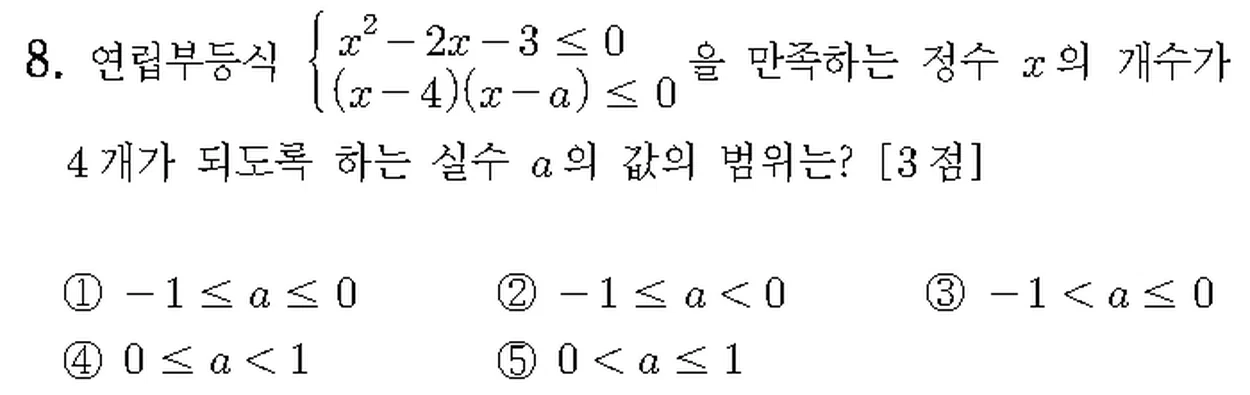 8. 연립부등식 { x² − 2x − 3 ≤ 0
(x − 4)(x − a) ≤ 0 을 만족하는 정수 x의 개수가
4개가 되도록 하는 실수 a의 값의 범위는? [3점]
① −1 ≤ a ≤ 0 ② −1 ≤ a < 0 ③ −1 < a ≤ 0
④ 0 ≤ a < 1 ⑤ 0 < a ≤ 1